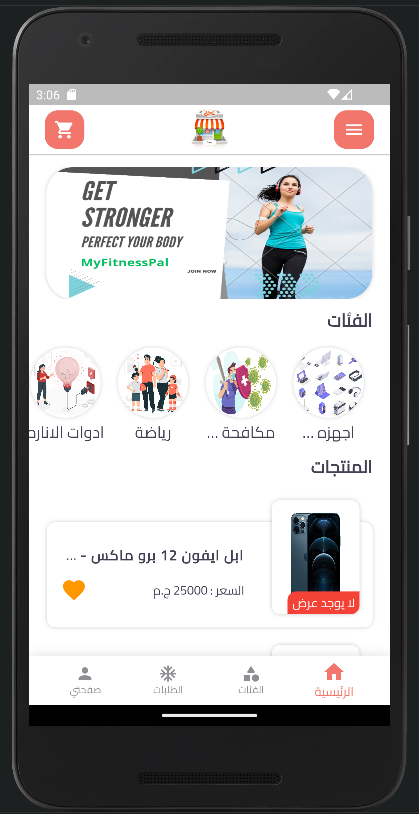 3:06
GET
STRONGER
PERFECT YOUR BODY
MyFitnessPal
JOIN NOW
الفئات
اجهزه ...
مكافحة ...
رياضة
ادوات الاناره
المنتجات
ابل ايفون 12 برو ماكس - ...
السعر : 25000 ج.م
لا يوجد عرض
الرئيسية
الفئات
الطلبات
صفحتي